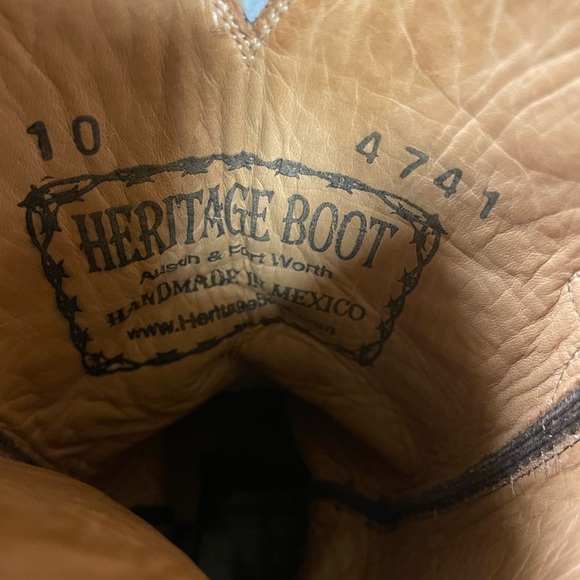 10
4741
HERITAGE BOOT
Austin & Fort Worth
HANDMADE IN MEXICO